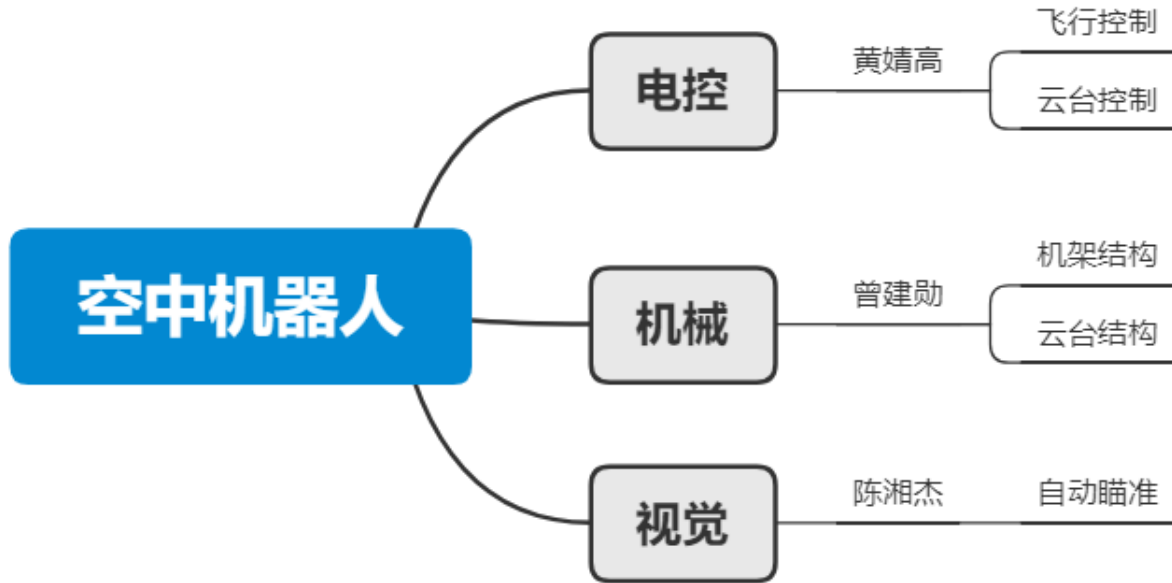 空中机器人
电控
黄婧高
飞行控制
云台控制
机械
曾建勋
机架结构
云台结构
视觉
陈湘杰
自动瞄准